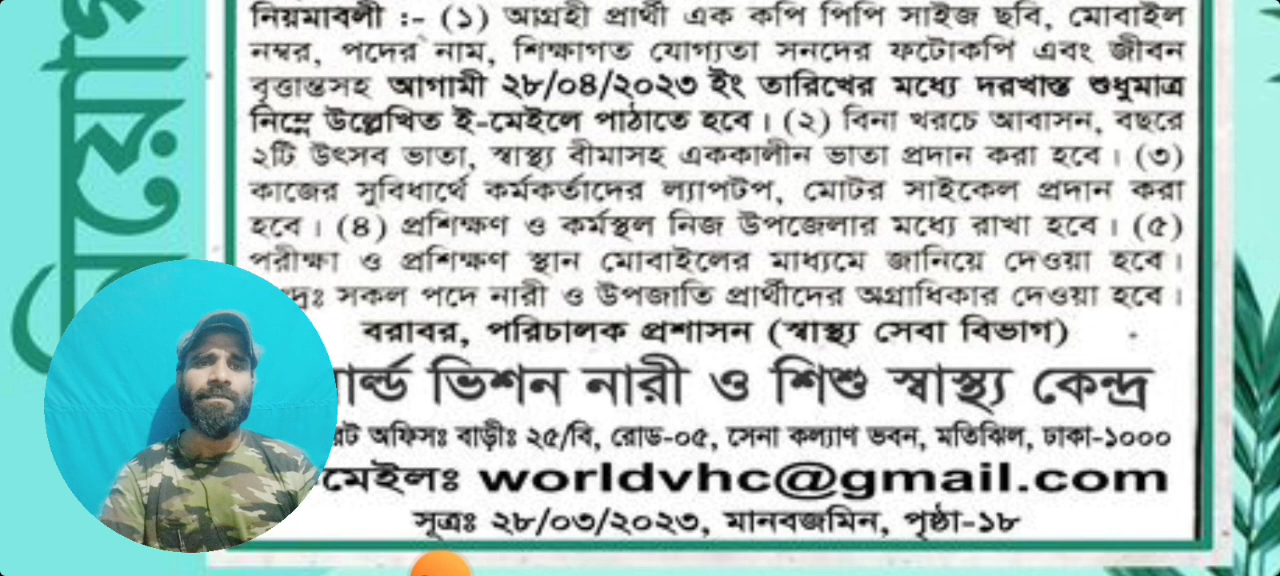 নিয়মাবলী :- (১) আগ্রহী প্রার্থী এক কপি পিপি সাইজ ছবি, মোবাইল
নম্বর, পদের নাম, শিক্ষাগত যোগ্যতা সনদের ফটোকপি এবং জীবন
বৃত্তান্তসহ আগামী ২৮/০৪/২০২৩ ইং তারিখের মধ্যে দরখাস্ত শুধুমাত্র
নিম্নে উল্লেখিত ই-মেইলে পাঠাতে হবে। (২) বিনা খরচে আবাসন, বছরে
২টি উৎসব ভাতা, স্বাস্থ্য বীমাসহ এককালীন ভাতা প্রদান করা হবে। (৩)
কাজের সুবিধার্থে কর্মকর্তাদের ল্যাপটপ, মোটর সাইকেল প্রদান করা
হবে। (৪) প্রশিক্ষণ ও কর্মস্থল নিজ উপজেলার মধ্যে রাখা হবে। (৫)
পরীক্ষা ও প্রশিক্ষণ স্থান মোবাইলের মাধ্যমে জানিয়ে দেওয়া হবে।
সকল পদে নারী ও উপজাতি প্রার্থীদের অগ্রাধিকার দেওয়া হবে।
বরাবর, পরিচালক প্রশাসন (স্বাস্থ্য সেবা বিভাগ)
ভিশন নারী ও শিশু স্বাস্থ্য কেন্দ্র
অফিসঃ বাড়ীঃ ২৫/বি, রোড-০৫, সেনা কল্যাণ ভবন, মতিঝিল, ঢাকা-১০০০
মেইলঃ worldvhc@gmail.com
সূত্রঃ ২৮/০৩/২০২৩, মানবজমিন, পৃষ্ঠা-১৮